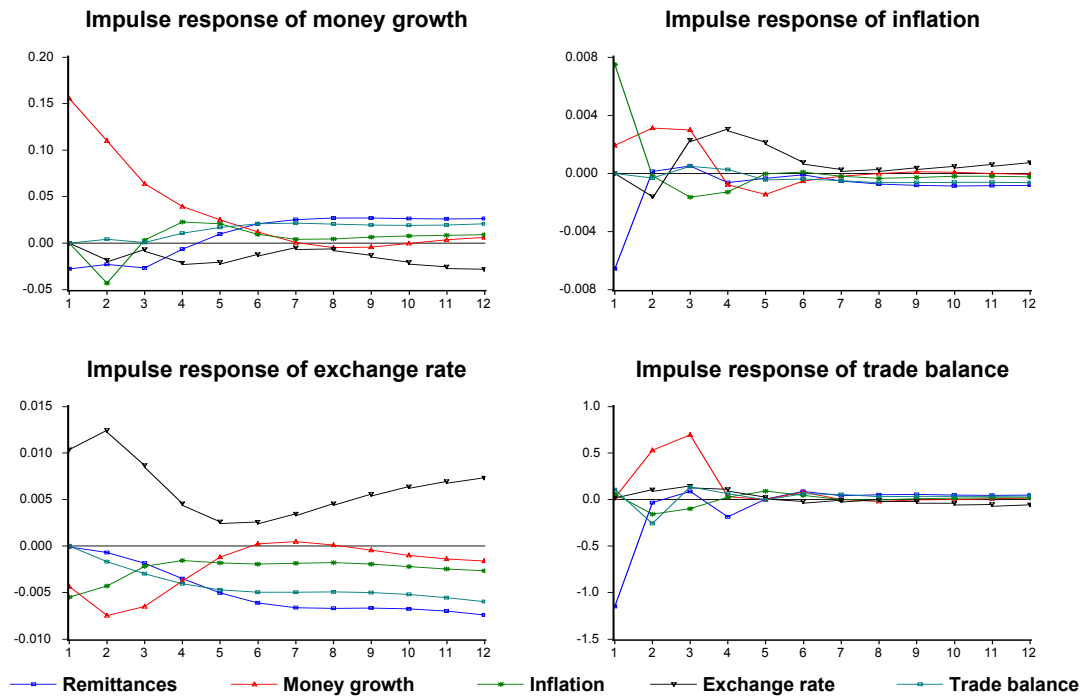 Impulse response of money growth
0.20
0.15
0.10
0.05
0.00
-0.05
1 2 3 4 5 6 7 8 9 10 11 12
Impulse response of inflation
0.008
0.004
0.000
-0.004
-0.008
1 2 3 4 5 6 7 8 9 10 11 12
Impulse response of exchange rate
0.015
0.010
0.005
0.000
-0.005
-0.010
1 2 3 4 5 6 7 8 9 10 11 12
Impulse response of trade balance
1.0
0.5
0.0
-0.5
-1.0
-1.5
1 2 3 4 5 6 7 8 9 10 11 12
Remittances Money growth Inflation Exchange rate Trade balance